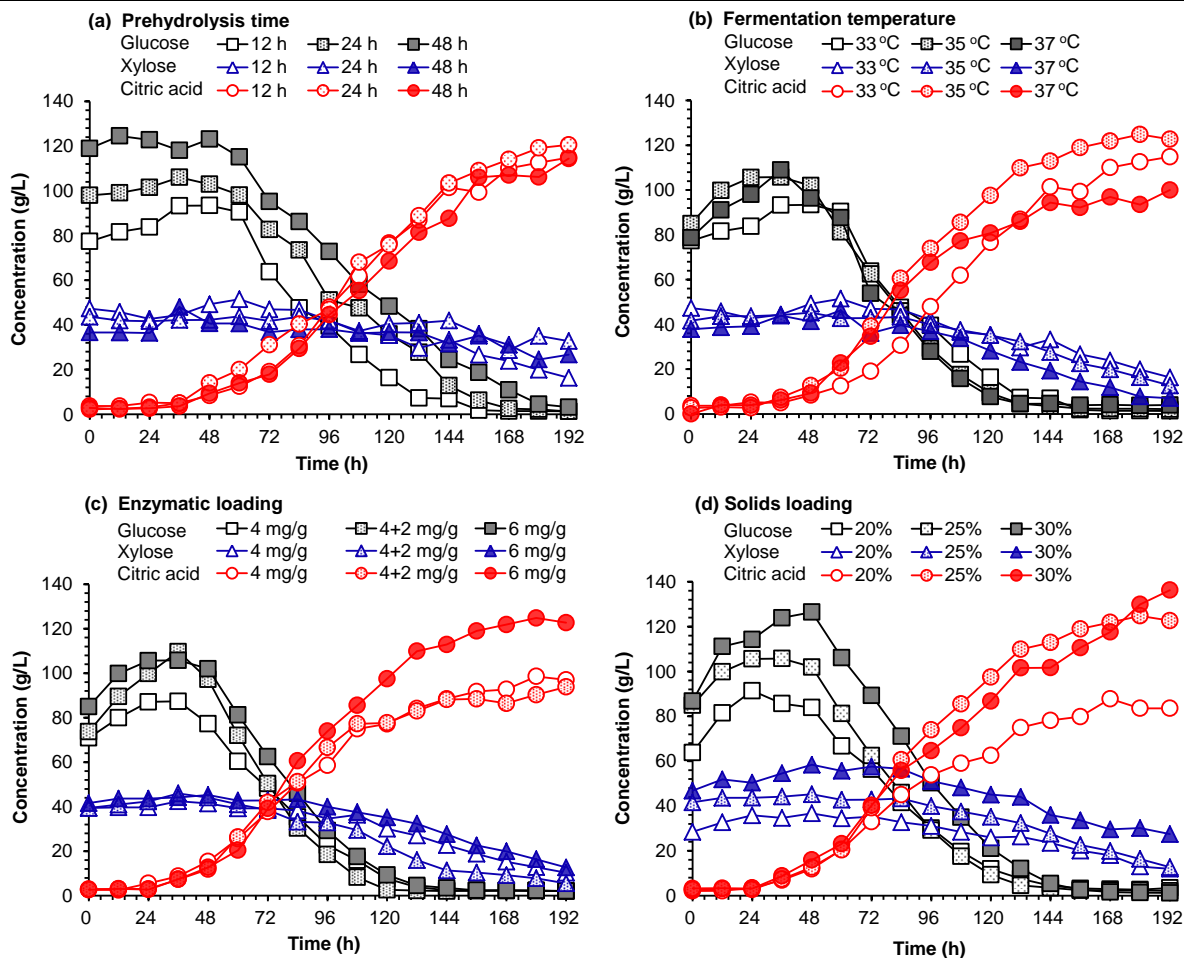 (a) Prehydrolysis time
Glucose 12 h 24 h 48 h
Xylose 12 h 24 h 48 h
Citric acid 12 h 24 h 48 h
140
120
100
80
60
40
20
0
Concentration (g/L)
0 24 48 72 96 120 144 168 192
Time (h)
(b) Fermentation temperature
Glucose 33 ºC 35 ºC 37 ºC
Xylose 33 ºC 35 ºC 37 ºC
Citric acid 33 ºC 35 ºC 37 ºC
140
120
100
80
60
40
20
0
Concentration (g/L)
0 24 48 72 96 120 144 168 192
Time (h)
(c) Enzymatic loading
Glucose 4 mg/g 4+2 mg/g 6 mg/g
Xylose 4 mg/g 4+2 mg/g 6 mg/g
Citric acid 4 mg/g 4+2 mg/g 6 mg/g
140
120
100
80
60
40
20
0
Concentration (g/L)
0 24 48 72 96 120 144 168 192
Time (h)
(d) Solids loading
Glucose 20% 25% 30%
Xylose 20% 25% 30%
Citric acid 20% 25% 30%
140
120
100
80
60
40
20
0
Concentration (g/L)
0 24 48 72 96 120 144 168 192
Time (h)